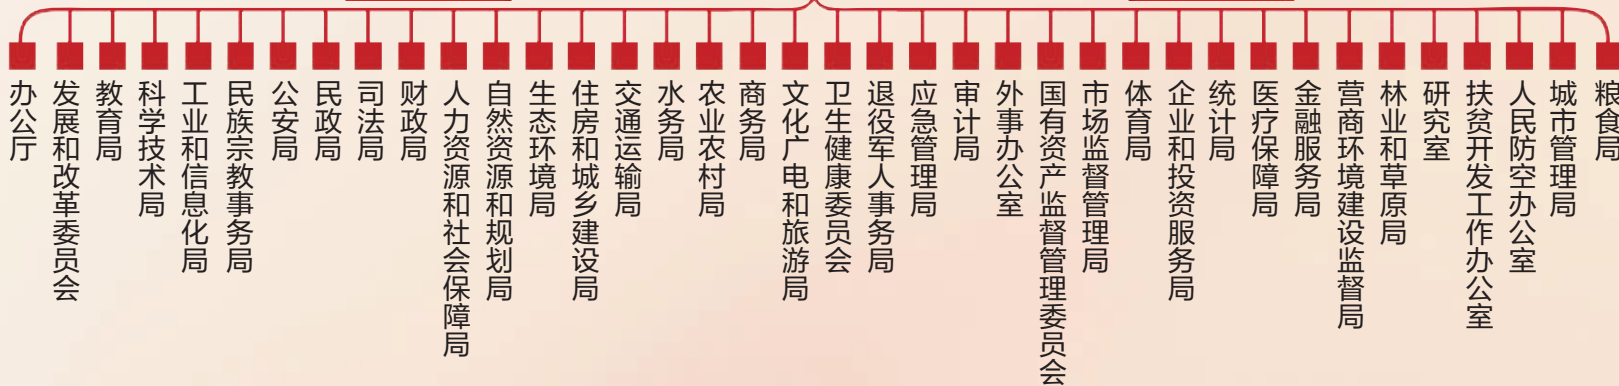 办公厅
发展和改革委员会
教育局
科学技术局
工业和信息化局
民族宗教事务局
公安局
民政局
司法局
财政局
人力资源和社会保障局
自然资源和规划局
生态环境局
住房和城乡建设局
交通运输局
水务局
农业农村局
商务局
文化广电和旅游局
卫生健康委员会
退役军人事务局
应急管理局
审计局
外事办公室
国有资产监督管理委员会
市场监督管理局
体育局
企业和投资服务局
统计局
医疗保障局
金融服务局
营商环境建设监督局
林业和草原局
研究室
扶贫开发工作办公室
人民防空办公室
城市管理局
粮食局